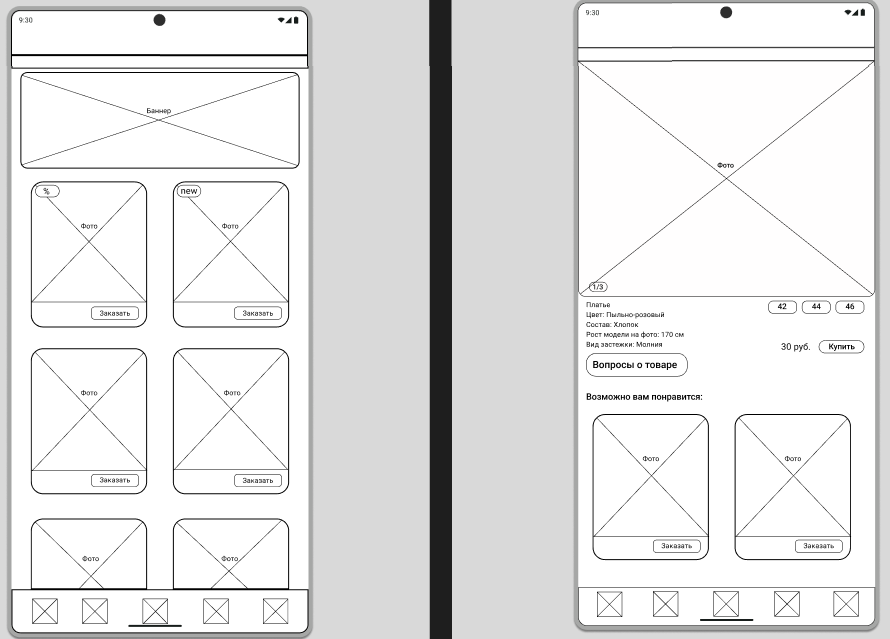 9:30
Баннер
%
new
Фото
Фото
Заказать
Заказать
Фото
Фото
Заказать
Заказать
Фото
Фото
9:30
Фото
1/3
Платье
Цвет: Пыльно-розовый
Состав: Хлопок
Рост модели на фото: 170 см
Вид застежки: Молния
42
44
46
30 руб.
Купить
Вопросы о товаре
Возможно вам понравится:
Фото
Фото
Заказать
Заказать